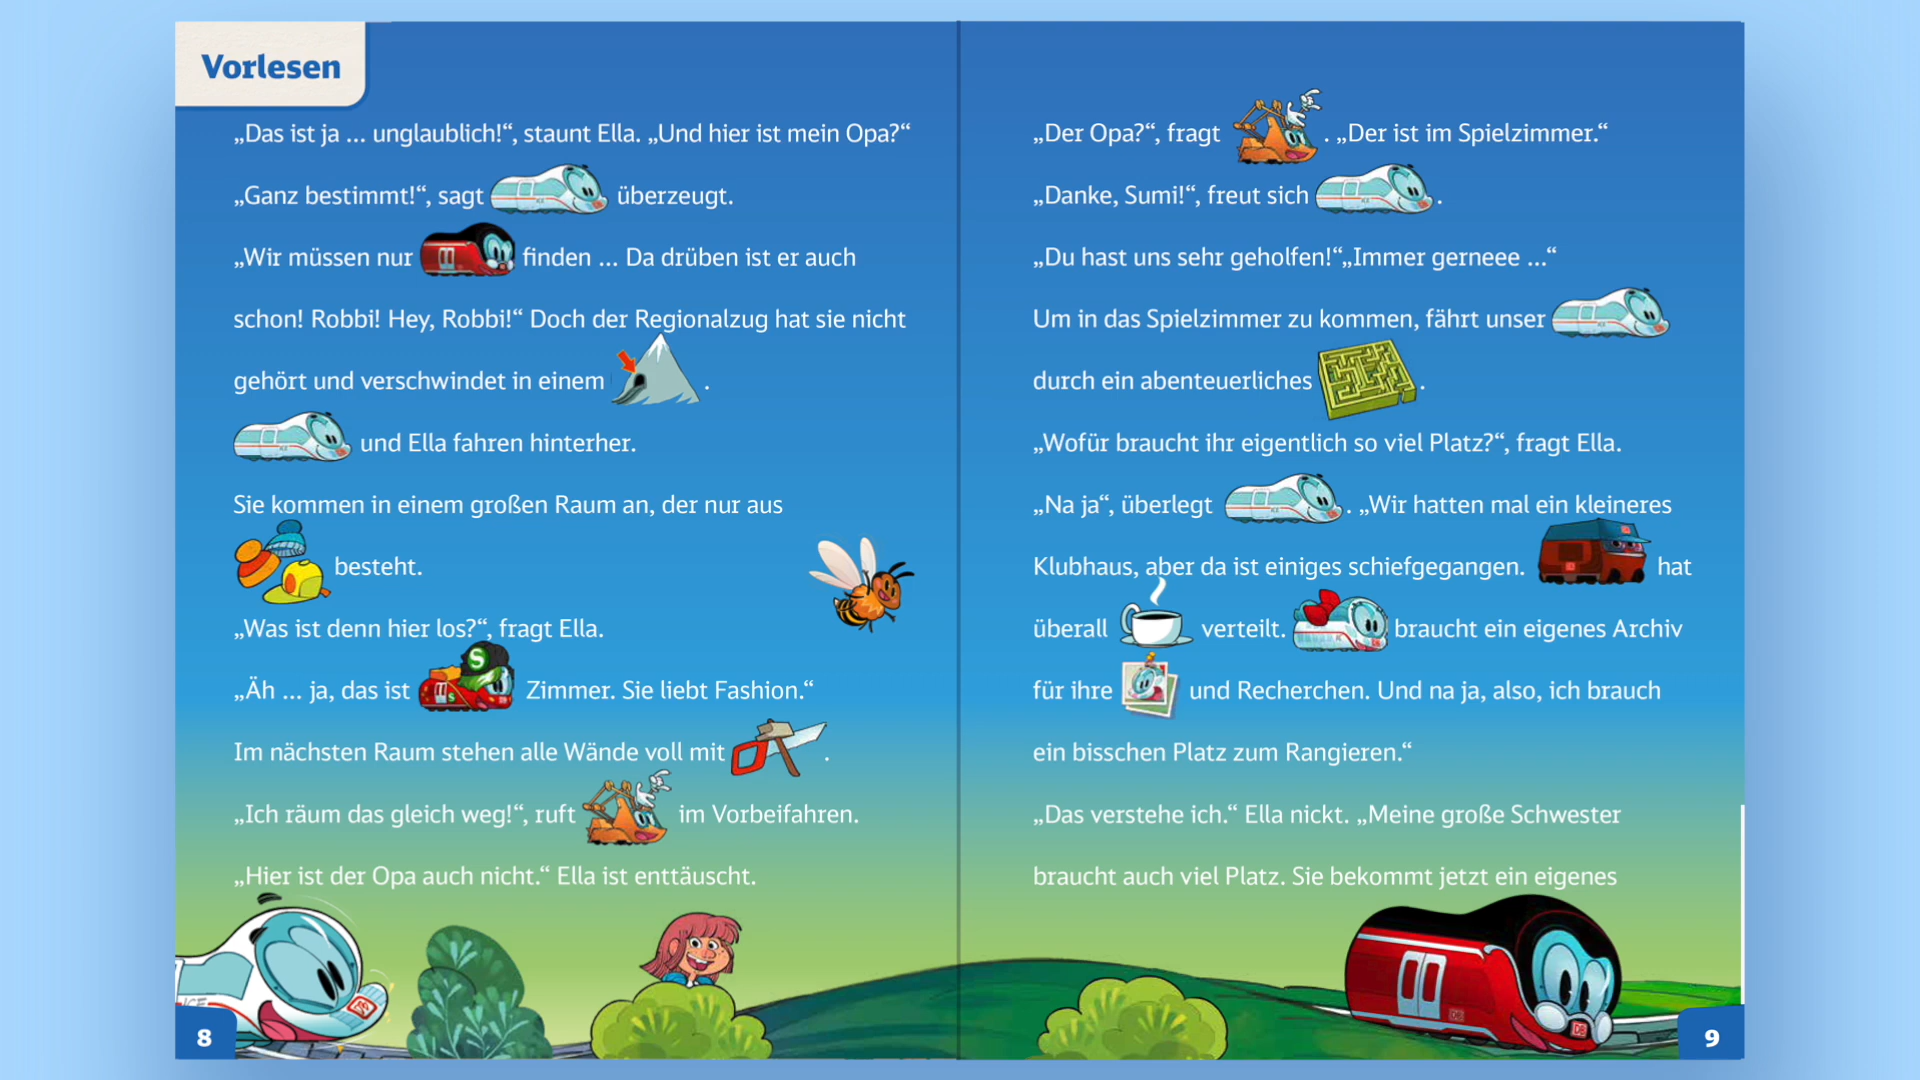 Vorlesen
„Das ist ja ... unglaublich!“, staunt Ella. „Und hier ist mein Opa?“
„Ganz bestimmt!“, sagt überzeugt.
„Wir müssen nur finden ... Da drüben ist er auch
schon! Robbi! Hey, Robbi!“ Doch der Regionalzug hat sie nicht
gehört und verschwindet in einem .
und Ella fahren hinterher.
Sie kommen in einem großen Raum an, der nur aus
besteht.
„Was ist denn hier los?“, fragt Ella.
„Äh ... ja, das ist Zimmer. Sie liebt Fashion.“
Im nächsten Raum stehen alle Wände voll mit .
„Ich räum das gleich weg!“, ruft im Vorbeifahren.
„Hier ist der Opa auch nicht.“ Ella ist enttäuscht.
ICE
DB
8
„Der Opa?“, fragt . „Der ist im Spielzimmer.“
„Danke, Sumi!“, freut sich .
„Du hast uns sehr geholfen!“„Immer gerneee ...“
Um in das Spielzimmer zu kommen, fährt unser
durch ein abenteuerliches .
„Wofür braucht ihr eigentlich so viel Platz?“, fragt Ella.
„Na ja“, überlegt . „Wir hatten mal ein kleineres
Klubhaus, aber da ist einiges schiefgegangen. hat
überall verteilt. braucht ein eigenes Archiv
für ihre und Recherchen. Und na ja, also, ich brauch
ein bisschen Platz zum Rangieren.“
„Das verstehe ich.“ Ella nickt. „Meine große Schwester
braucht auch viel Platz. Sie bekommt jetzt ein eigenes
DB
9